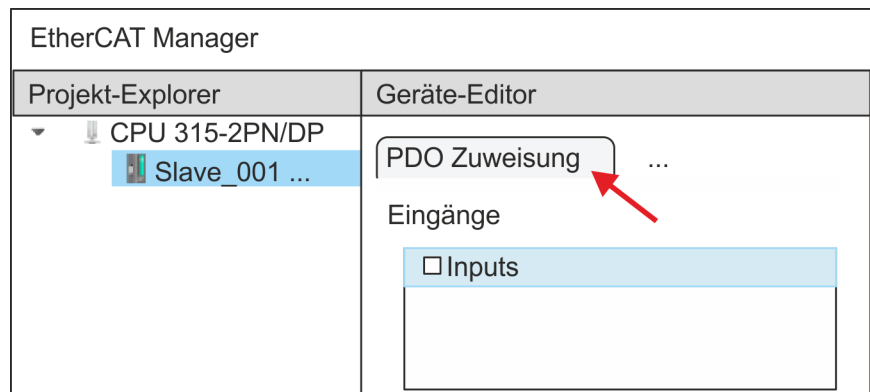 EtherCAT Manager
Projekt-Explorer
Geräte-Editor
CPU 315-2PN/DP
Slave_001 ...
PDO Zuweisung
...
Eingänge
Inputs